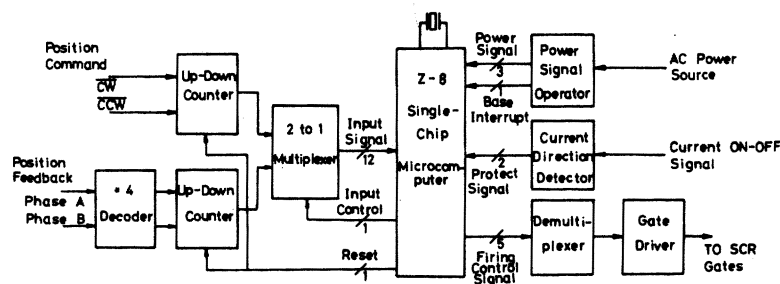 Position
Command
CW
CCW
Up-Down
Counter
Position
Feedback
Phase A
Phase B
* 4
Decoder
Up-Down
Counter
2 to 1
Multiplexer
Input
Signal
12
Input
Control
1
Reset
1
Z-8
Single-
Chip
Microcam-
puter
Power
Signal
3
1
Base
Interrupt
Power
Signal
Operator
AC Power
Source
2
Protect
Signal
Current
Direction
Detector
Current ON-OFF
Signal
5
Firing
Control
Signal
Demulti-
plexer
Gate
Driver
TO SCR
Gates